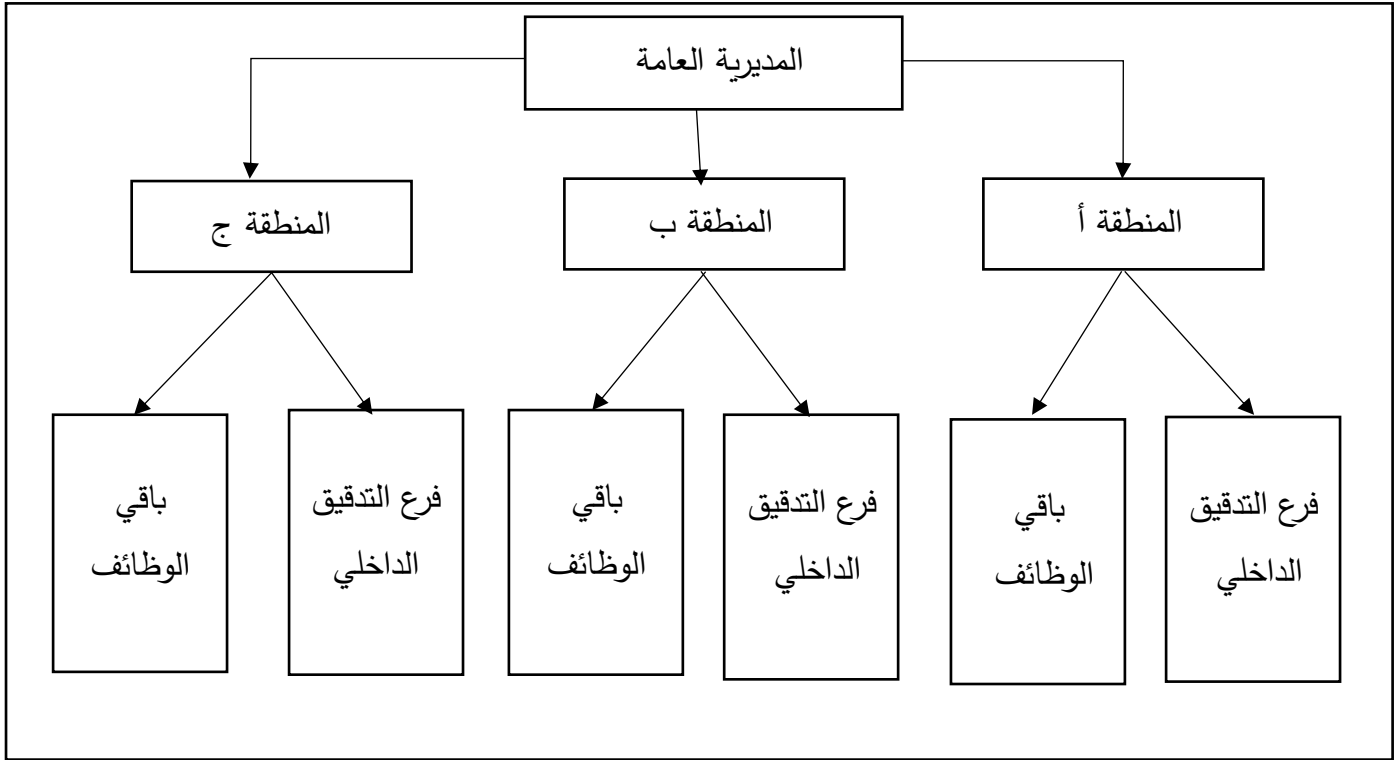 المديرية العامة
المنطقة أ
المنطقة ب
المنطقة ج
فرع التدقيق
الداخلي
باقي
الوظائف
فرع التدقيق
الداخلي
باقي
الوظائف
فرع التدقيق
الداخلي
باقي
الوظائف